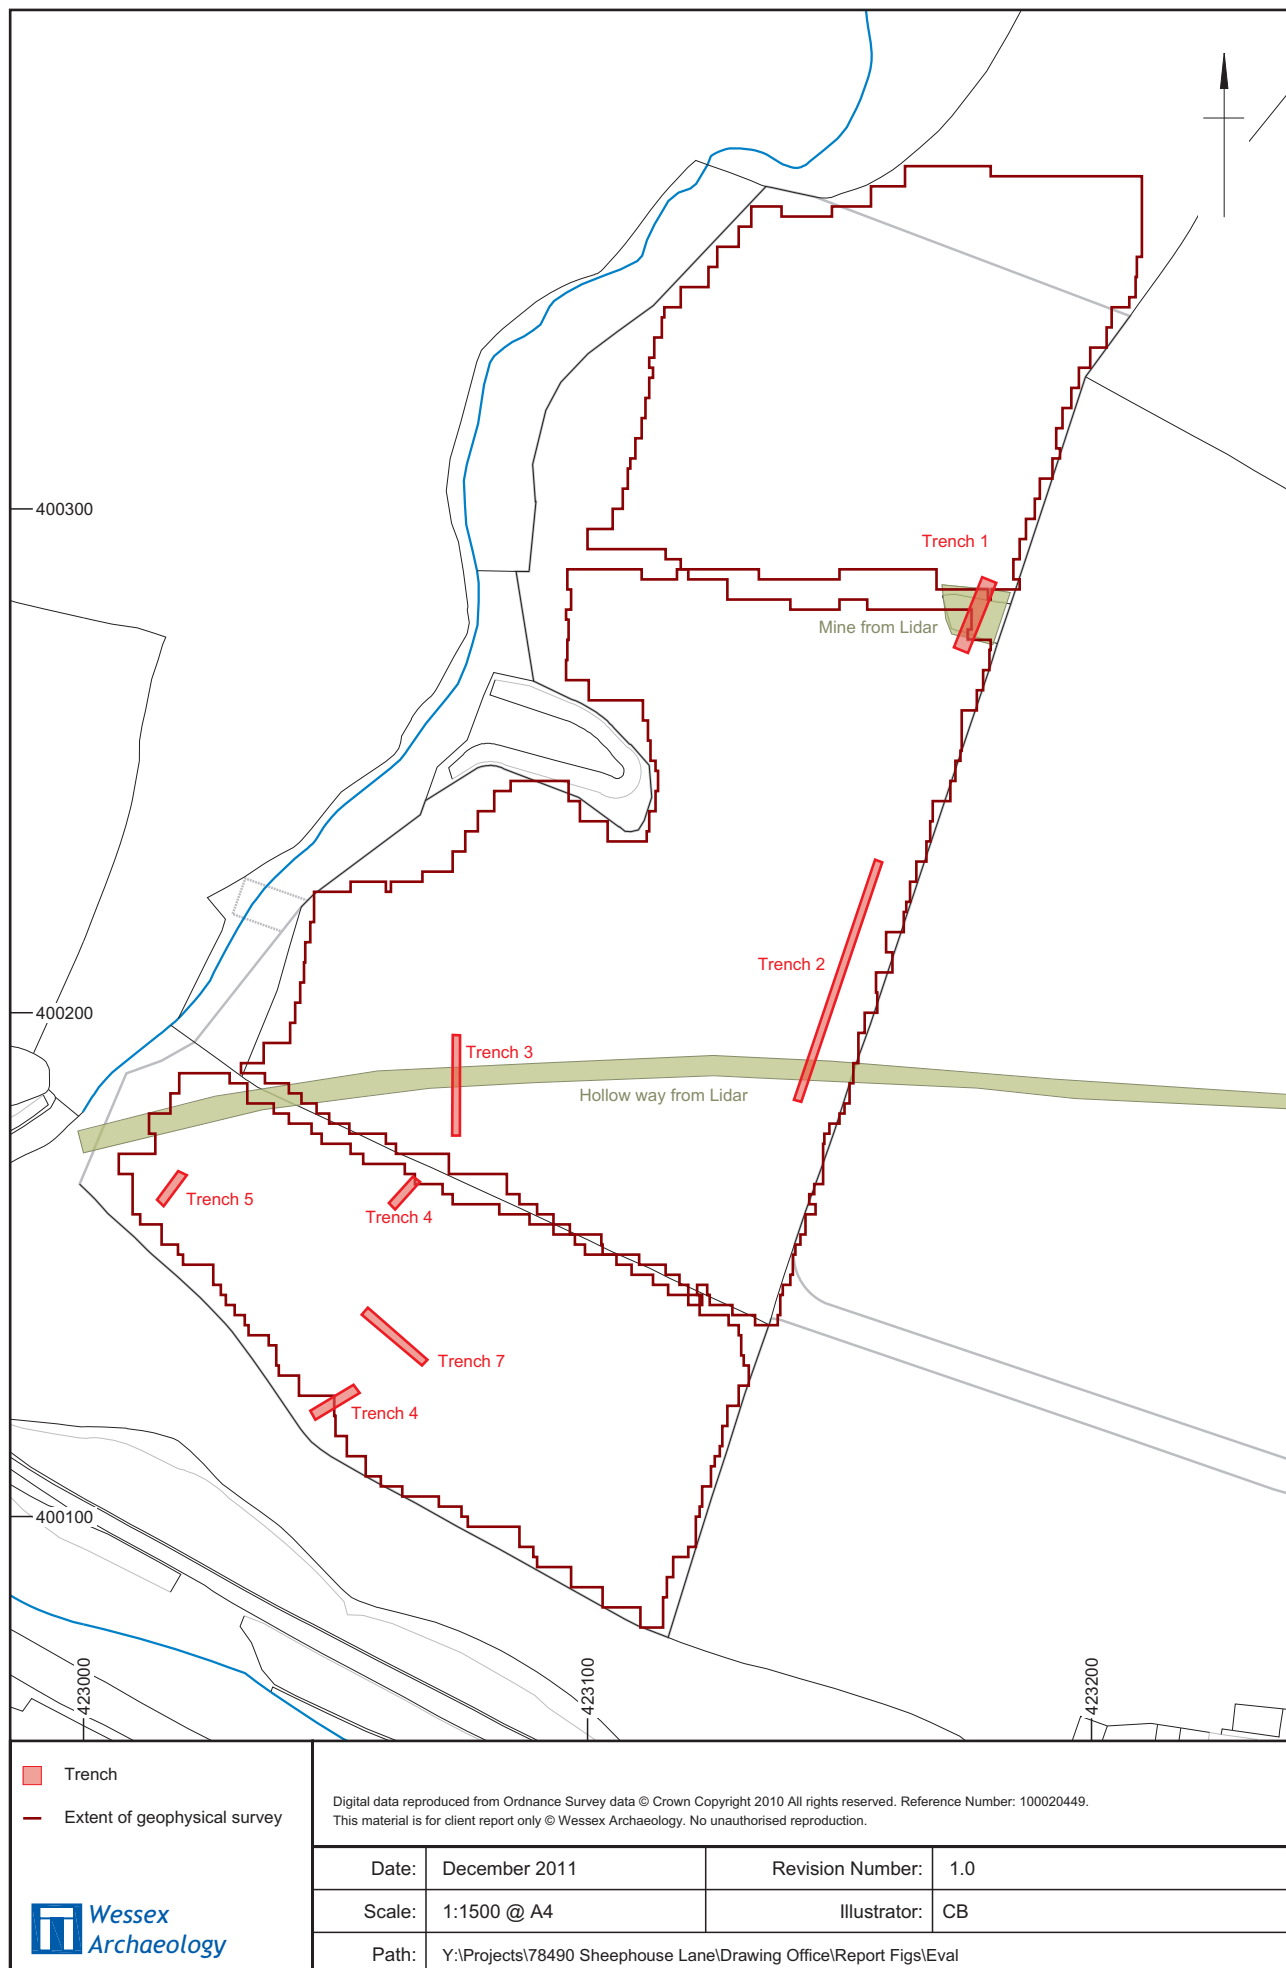 400300
Trench 1
Mine from Lidar
Trench 2
400200
Trench 3
Hollow way from Lidar
Trench 5
Trench 4
Trench 7
Trench 4
400100
423000
423100
423200
Trench
Extent of geophysical survey
Wessex
Archaeology
Digital data reproduced from Ordnance Survey data © Crown Copyright 2010 All rights reserved. Reference Number: 100020449.
This material is for client report only © Wessex Archaeology. No unauthorised reproduction.
Date: December 2011 Revision Number: 1.0
Scale: 1:1500 @ A4 Illustrator: CB
Path: Y:\Projects\78490 Sheephouse Lane\Drawing Office\Report Figs\Eval